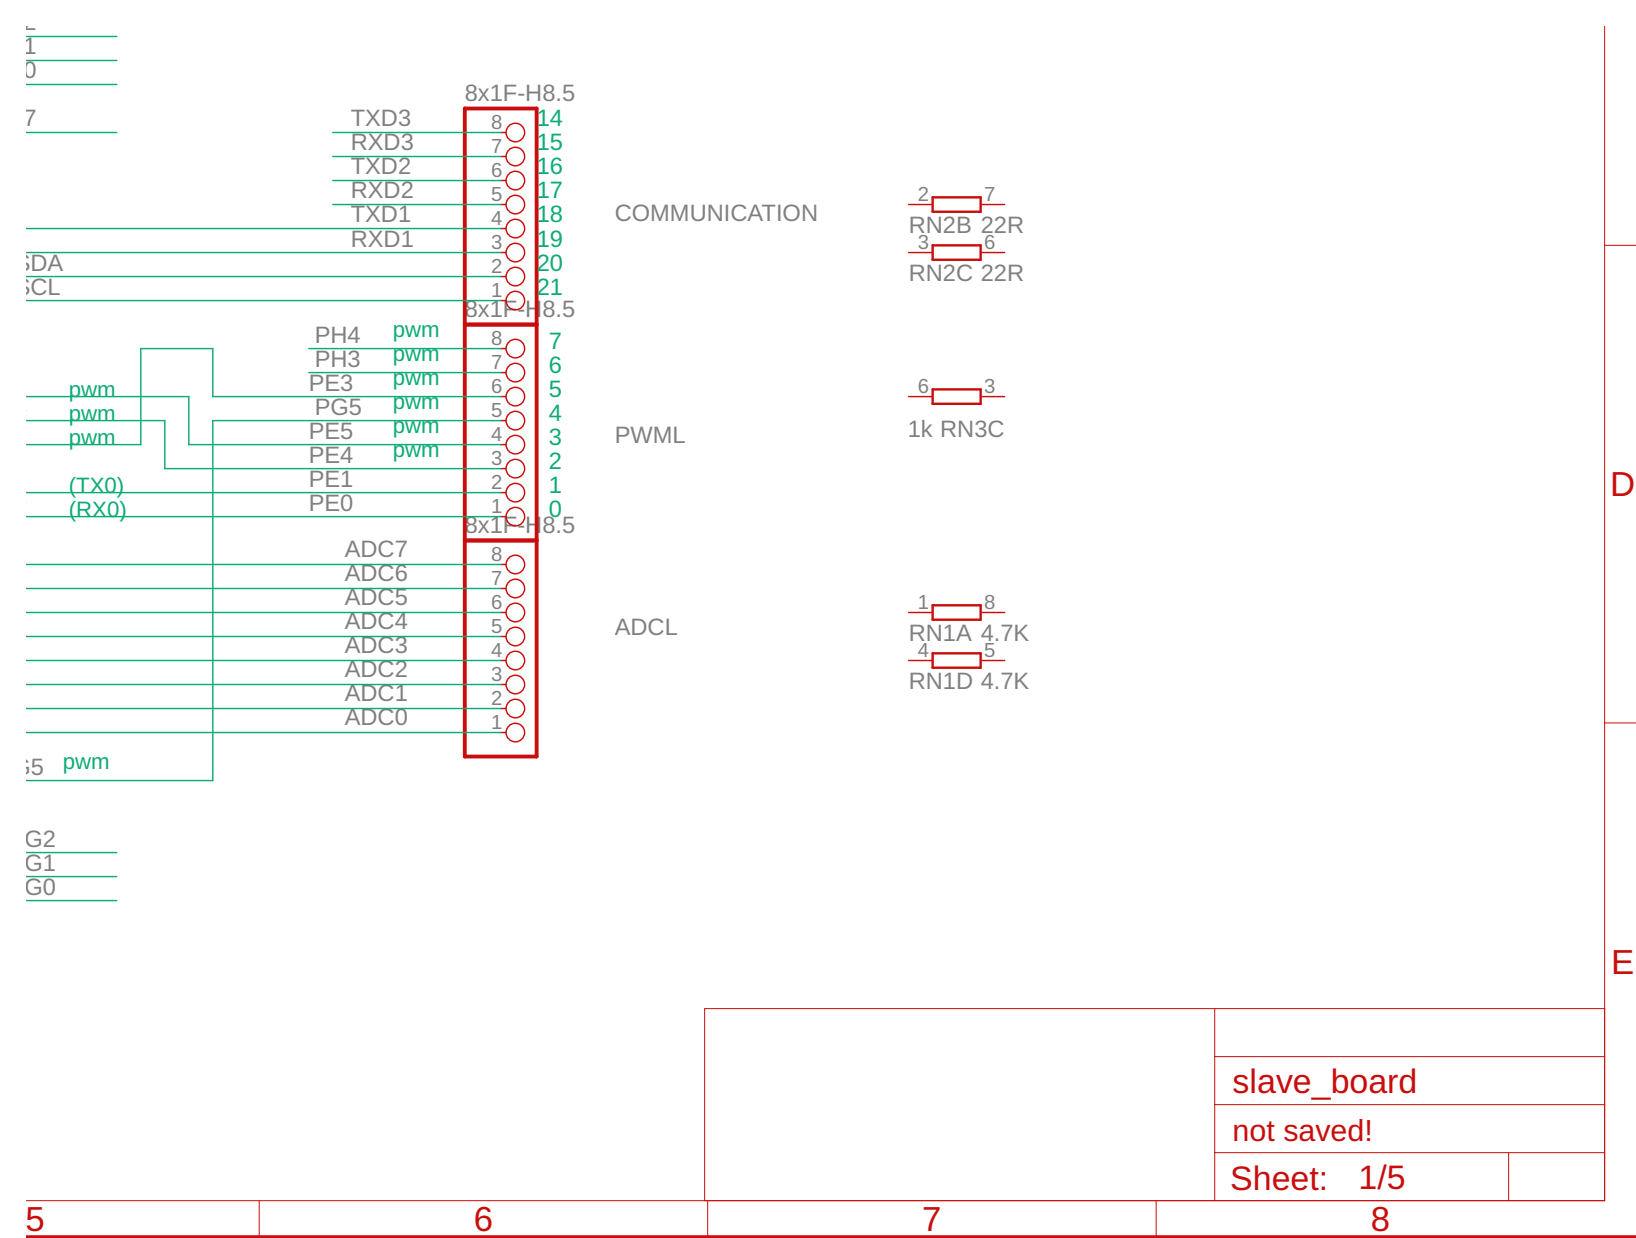 1
0
7
8x1F-H8.5
TXD3 8 14
RXD3 7 15
TXD2 6 16
RXD2 5 17
TXD1 4 18
RXD1 3 19
SDA 2 20
SCL 1 21
COMMUNICATION
2 7
RN2B 22R
3 6
RN2C 22R
8x1F-H8.5
PH4 pwm 8 7
PH3 pwm 7 6
PE3 pwm 6 5
PG5 pwm 5 4
pwm PE5 pwm 4 3
pwm PE4 pwm 3 2
pwm
(TX0) PE1 2 1
(RX0) PE0 1 0
PWML
6 3
1k RN3C
8x1F-H8.5
ADC7 8
ADC6 7
ADC5 6
ADC4 5
ADC3 4
ADC2 3
ADC1 2
ADC0 1
ADCL
1 8
RN1A 4.7K
4 5
RN1D 4.7K
G5 pwm
G2
G1
G0
D
E
slave_board
not saved!
Sheet: 1/5
5 6 7 8